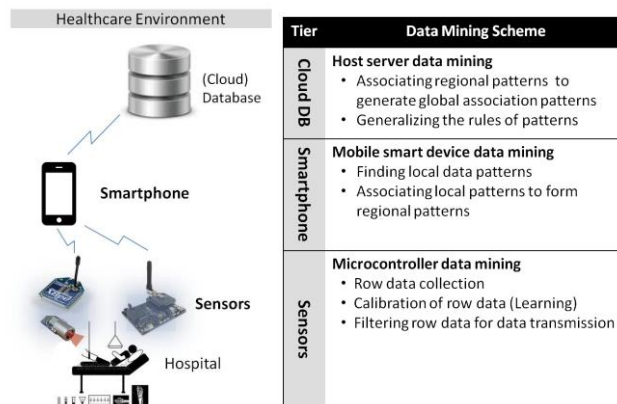 Healthcare Environment
(Cloud)
Database
Smartphone
Sensors
Hospital
Tier
Data Mining Scheme
Cloud DB
Host server data mining
• Associating regional patterns to
generate global association patterns
• Generalizing the rules of patterns
Smartphone
Mobile smart device data mining
• Finding local data patterns
• Associating local patterns to form
regional patterns
Sensors
Microcontroller data mining
• Row data collection
• Calibration of row data (Learning)
• Filtering row data for data transmission